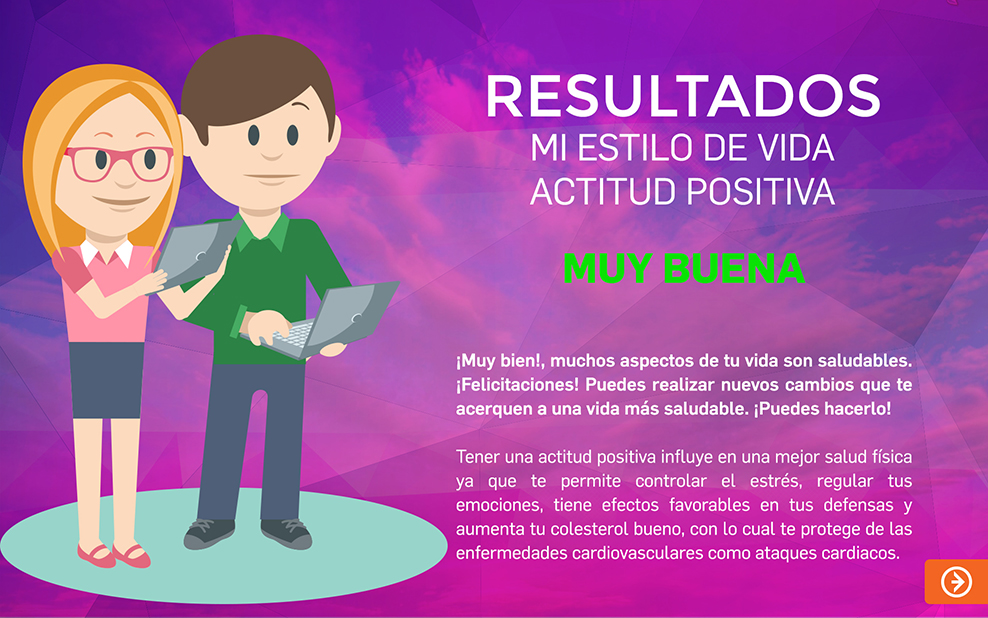 RESULTADOS
MI ESTILO DE VIDA
ACTITUD POSITIVA
MUY BUENA
¡Muy bien!, muchos aspectos de tu vida son saludables.
¡Felicitaciones! Puedes realizar nuevos cambios que te
acerquen a una vida más saludable. ¡Puedes hacerlo!
Tener una actitud positiva influye en una mejor salud física
ya que te permite controlar el estrés, regular tus
emociones, tiene efectos favorables en tus defensas y
aumenta tu colesterol bueno, con lo cual te protege de las
enfermedades cardiovasculares como ataques cardiacos.